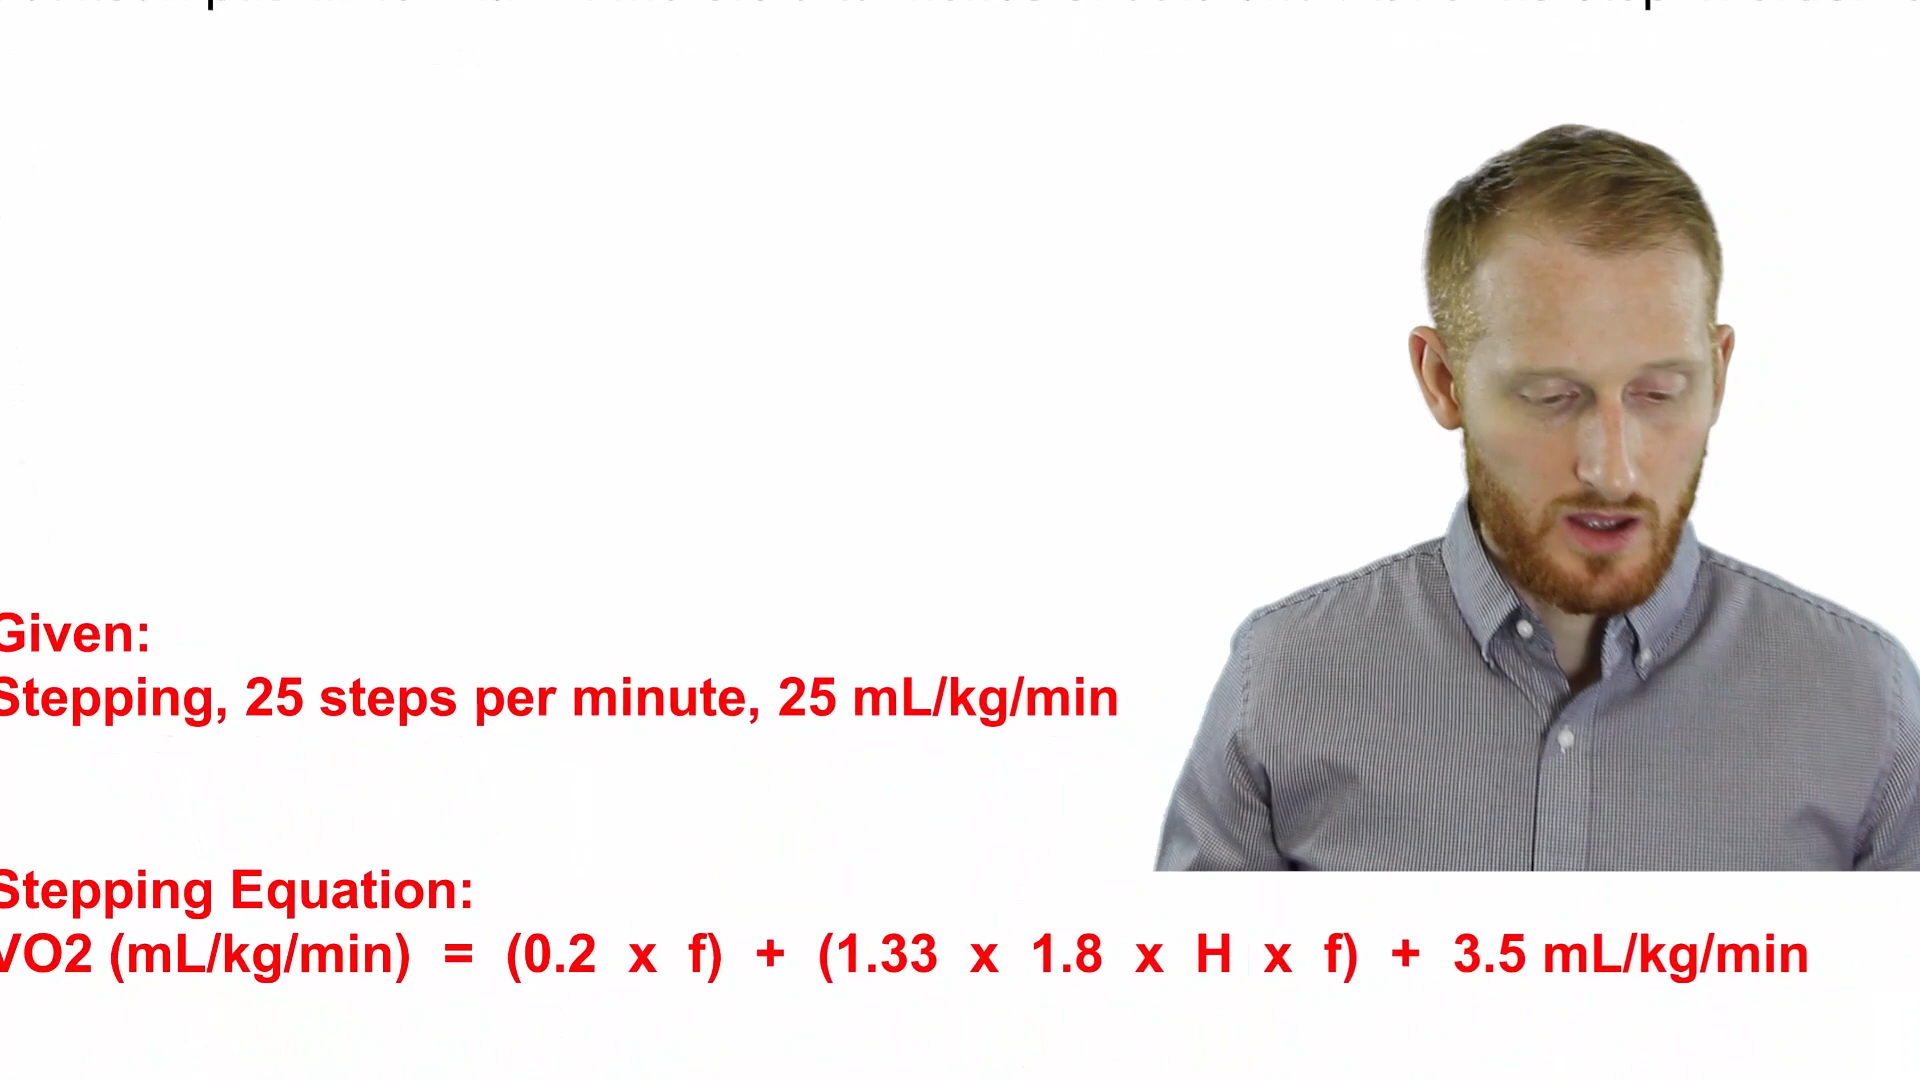 Given:
Stepping, 25 steps per minute, 25 mL/kg/min
Stepping Equation:
VO2 (mL/kg/min) = (0.2 x f) + (1.33 x 1.8 x H x f) + 3.5 mL/kg/min